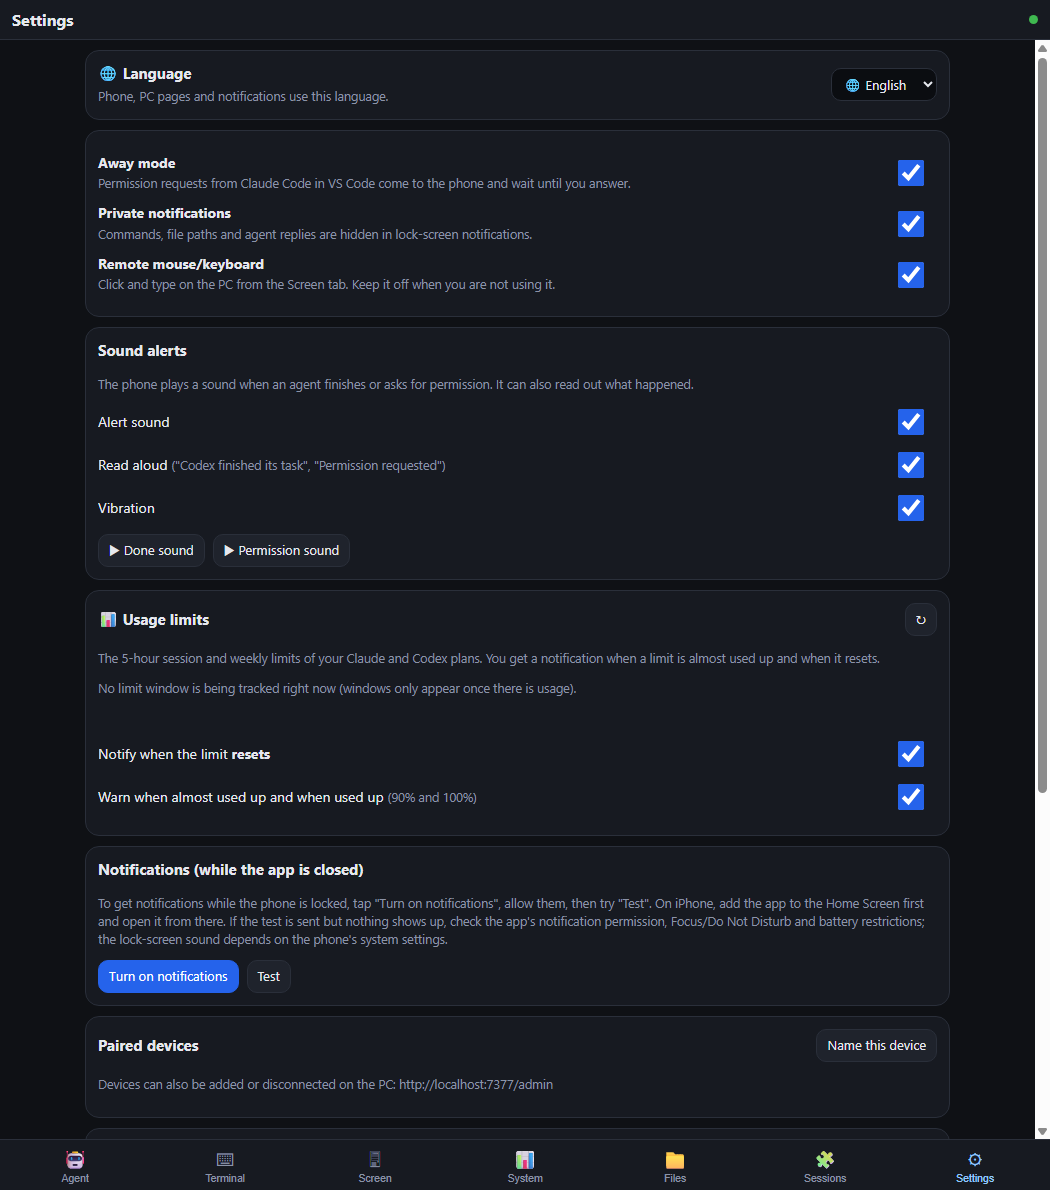 Settings
Language
Phone, PC pages and notifications use this language.
English
Away mode
Permission requests from Claude Code in VS Code come to the phone and wait until you answer.
Private notifications
Commands, file paths and agent replies are hidden in lock-screen notifications.
Remote mouse/keyboard
Click and type on the PC from the Screen tab. Keep it off when you are not using it.
Sound alerts
The phone plays a sound when an agent finishes or asks for permission. It can also read out what happened.
Alert sound
Read aloud ("Codex finished its task", "Permission requested")
Vibration
▶ Done sound
▶ Permission sound
Usage limits
The 5-hour session and weekly limits of your Claude and Codex plans. You get a notification when a limit is almost used up and when it resets.
No limit window is being tracked right now (windows only appear once there is usage).
Notify when the limit resets
Warn when almost used up and when used up (90% and 100%)
Notifications (while the app is closed)
To get notifications while the phone is locked, tap "Turn on notifications", allow them, then try "Test". On iPhone, add the app to the Home Screen first
and open it from there. If the test is sent but nothing shows up, check the app's notification permission, Focus/Do Not Disturb and battery restrictions;
the lock-screen sound depends on the phone's system settings.
Turn on notifications
Test
Paired devices
Name this device
Devices can also be added or disconnected on the PC: http://localhost:7377/admin
Agent
Terminal
Screen
System
Files
Sessions
Settings